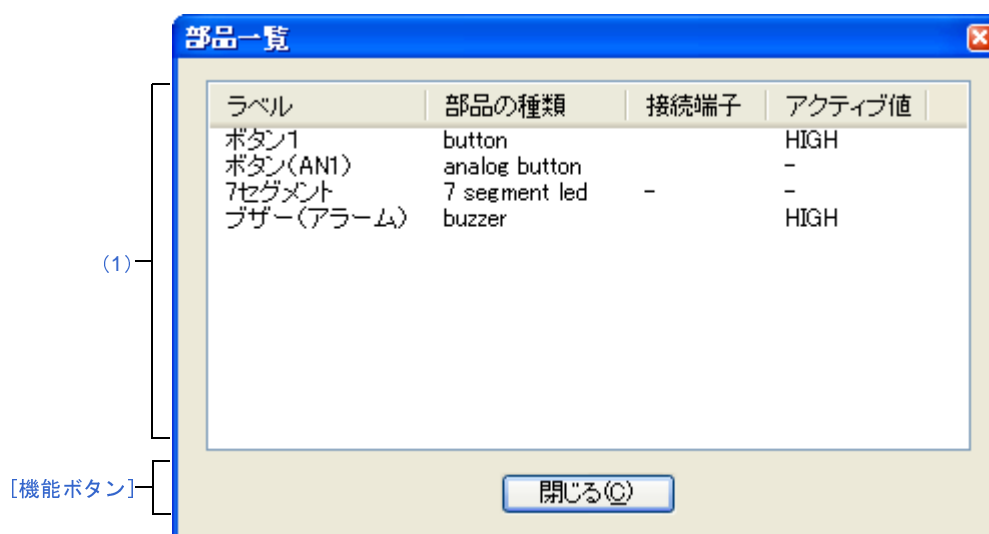 部品一覧
ラベル 部品の種類 接続端子 アクティブ値
ボタン1 button HIGH
ボタン(AN1) analog button -
7セグメント 7 segment led - -
ブザー(アラーム) buzzer HIGH
(1)
[機能ボタン]
閉じる(C)